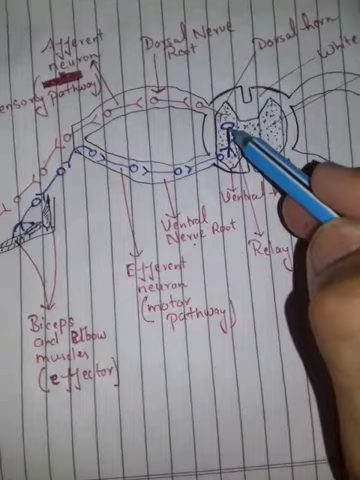 Afferent
neuron
pathway)
Dorsal Nerve
Root
Dorsal horn
White
Ventral
Ventral
Nerve Root
Relay
Efferent
neuron
(motor
pathway)
Biceps
and elbow
muscles
(effector)